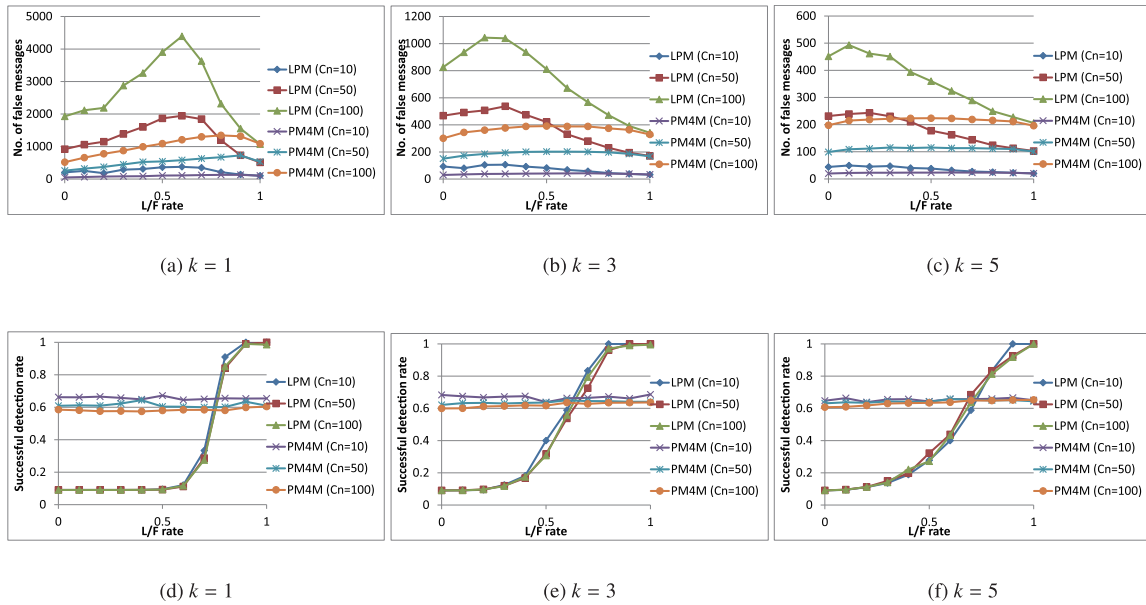 No. of false messages
5000
4000
3000
2000
1000
0
0
0.5
1
L/F rate
LPM (Cn=10)
LPM (Cn=50)
LPM (Cn=100)
PM4M (Cn=10)
PM4M (Cn=50)
PM4M (Cn=100)
(a) k = 1
No. of false messages
1200
1000
800
600
400
200
0
0
0.5
1
L/F rate
LPM (Cn=10)
LPM (Cn=50)
LPM (Cn=100)
PM4M (Cn=10)
PM4M (Cn=50)
PM4M (Cn=100)
(b) k = 3
No. of false messages
600
500
400
300
200
100
0
0
0.5
1
L/F rate
LPM (Cn=10)
LPM (Cn=50)
LPM (Cn=100)
PM4M (Cn=10)
PM4M (Cn=50)
PM4M (Cn=100)
(c) k = 5
Successful detection rate
1
0.8
0.6
0.4
0.2
0
0
0.5
1
L/F rate
LPM (Cn=10)
LPM (Cn=50)
LPM (Cn=100)
PM4M (Cn=10)
PM4M (Cn=50)
PM4M (Cn=100)
(d) k = 1
Successful detection rate
1
0.8
0.6
0.4
0.2
0
0
0.5
1
L/F rate
LPM (Cn=10)
LPM (Cn=50)
LPM (Cn=100)
PM4M (Cn=10)
PM4M (Cn=50)
PM4M (Cn=100)
(e) k = 3
Successful detection rate
1
0.8
0.6
0.4
0.2
0
0
0.5
1
L/F rate
LPM (Cn=10)
LPM (Cn=50)
LPM (Cn=100)
PM4M (Cn=10)
PM4M (Cn=50)
PM4M (Cn=100)
(f) k = 5